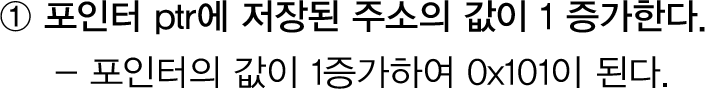 ① 포인터 ptr에 저장된 주소의 값이 1 증가한다.
– 포인터의 값이 1증가하여 0x101이 된다.